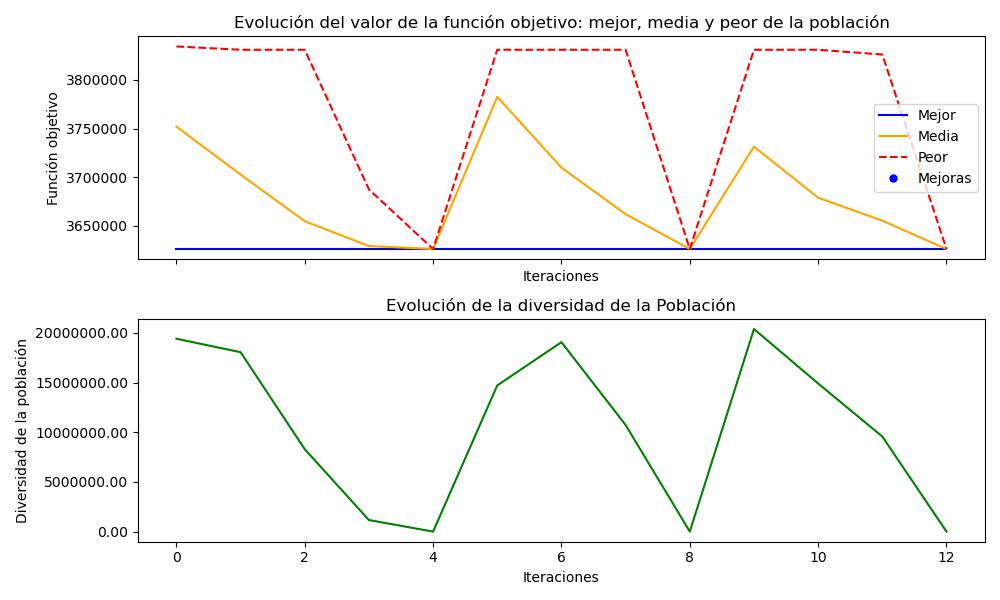 Evolución del valor de la función objetivo: mejor, media y peor de la población
Función objetivo
3800000
3750000
3700000
3650000
Mejor
Media
Peor
Mejoras
Iteraciones
Evolución de la diversidad de la Población
Diversidad de la población
20000000.00
15000000.00
10000000.00
5000000.00
0.00
0 2 4 6 8 10 12
Iteraciones